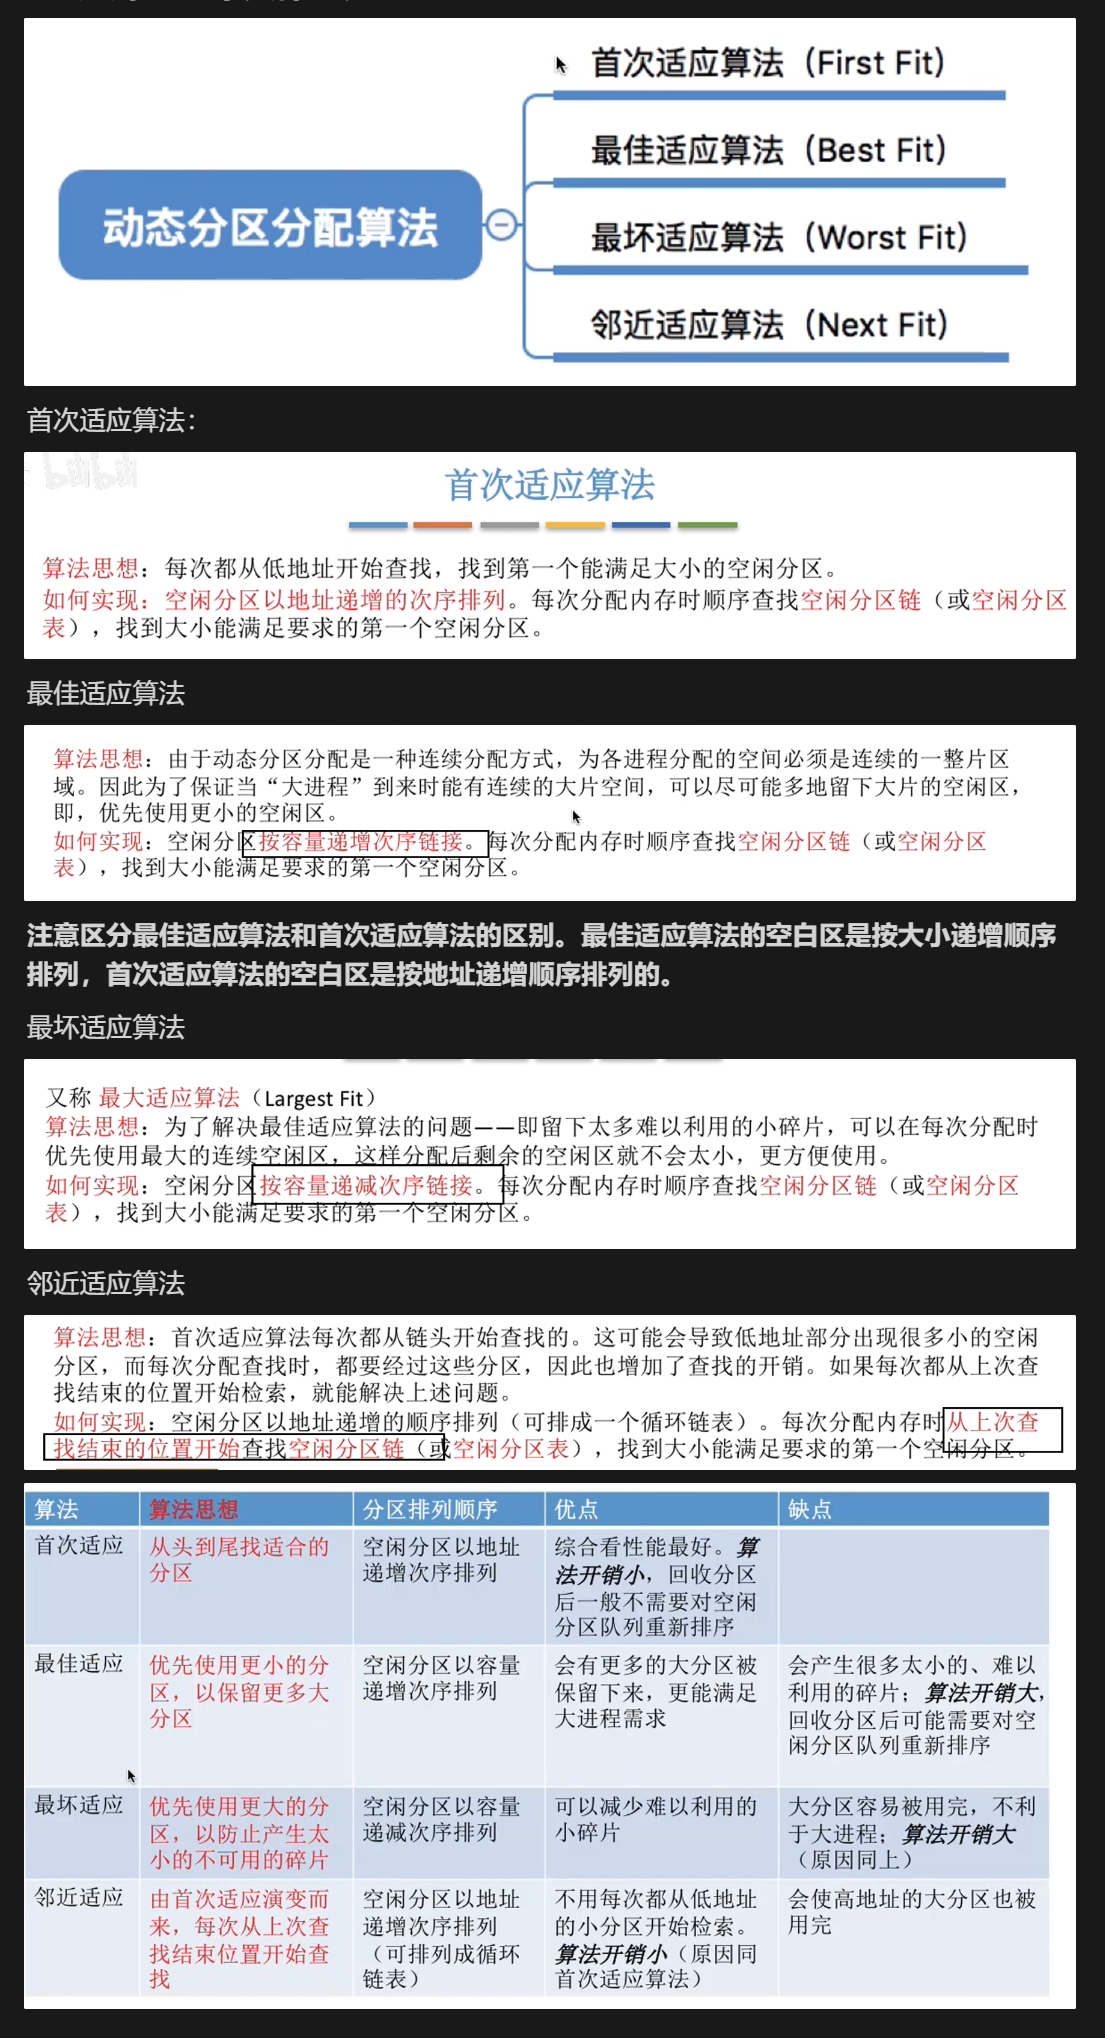 动态分区分配算法
首次适应算法（First Fit）
最佳适应算法（Best Fit）
最坏适应算法（Worst Fit）
邻近适应算法（Next Fit）
首次适应算法：
bilibili
首次适应算法
算法思想：每次都从低地址开始查找，找到第一个能满足大小的空闲分区。
如何实现：空闲分区以地址递增的次序排列。每次分配内存时顺序查找空闲分区链（或空闲分区
表），找到大小能满足要求的第一个空闲分区。
最佳适应算法
算法思想：由于动态分区分配是一种连续分配方式，为各进程分配的空间必须是连续的一整片区
域。因此为了保证当“大进程”到来时能有连续的大片空间，可以尽可能多地留下大片的空闲区，
即，优先使用更小的空闲区。
如何实现：空闲分区按容量递增次序链接。每次分配内存时顺序查找空闲分区链（或空闲分区
表），找到大小能满足要求的第一个空闲分区。
注意区分最佳适应算法和首次适应算法的区别。最佳适应算法的空白区是按大小递增顺序
排列，首次适应算法的空白区是按地址递增顺序排列的。
最坏适应算法
又称 最大适应算法（Largest Fit）
算法思想：为了解决最佳适应算法的问题——即留下太多难以利用的小碎片，可以在每次分配时
优先使用最大的连续空闲区，这样分配后剩余的空闲区就不会太小，更方便使用。
如何实现：空闲分区按容量递减次序链接。每次分配内存时顺序查找空闲分区链（或空闲分区
表），找到大小能满足要求的第一个空闲分区。
邻近适应算法
算法思想：首次适应算法每次都从链头开始查找的。这可能会导致低地址部分出现很多小的空闲
分区，而每次分配查找时，都要经过这些分区，因此也增加了查找的开销。如果每次都从上次查
找结束的位置开始检索，就能解决上述问题。
如何实现：空闲分区以地址递增的顺序排列（可排成一个循环链表）。每次分配内存时从上次查
找结束的位置开始查找空闲分区链（或空闲分区表），找到大小能满足要求的第一个空闲分区。
算法 算法思想 分区排列顺序 优点 缺点
首次适应
从头到尾找适合的
分区
空闲分区以地址
递增次序排列
综合看性能最好。算
法开销小，回收分区
后一般不需要对空闲
分区队列重新排序
最佳适应
优先使用更小的分
区，以保留更多大
分区
空闲分区以容量
递增次序排列
会有更多的大分区被
保留下来，更能满足
大进程需求
会产生很多太小的、难以
利用的碎片；算法开销大，
回收分区后可能需要对空
闲分区队列重新排序
最坏适应
优先使用更大的分
区，以防止产生太
小的不可用的碎片
空闲分区以容量
递减次序排列
可以减少难以利用的
小碎片
大分区容易被用完，不利
于大进程；算法开销大
（原因同上）
邻近适应
由首次适应演变而
来，每次从上次查
找结束位置开始查
找
空闲分区以地址
递增次序排列
（可排列成循环
链表）
不用每次都从低地址
的小分区开始检索。
算法开销小（原因同
首次适应算法）
会使高地址的大分区也被
用完